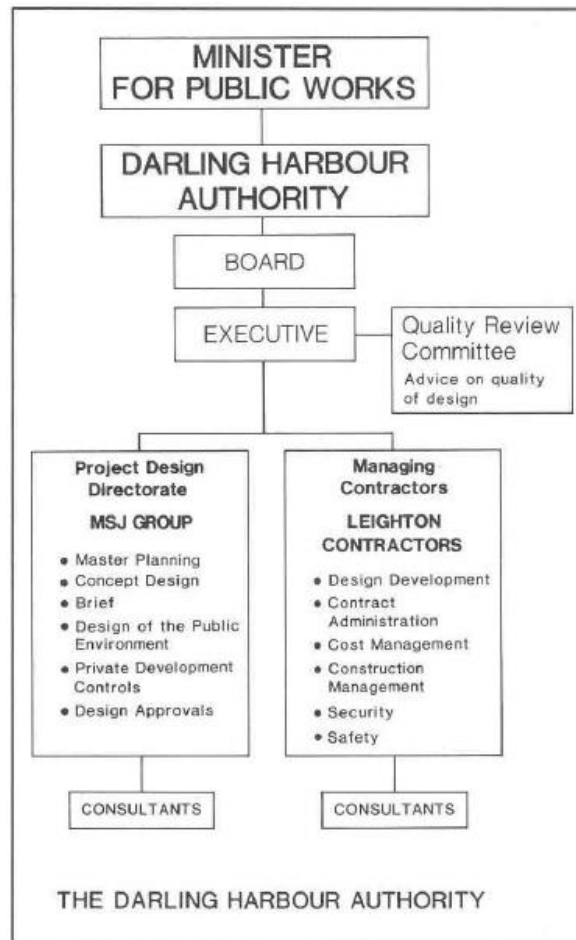 MINISTER
FOR PUBLIC WORKS
DARLING HARBOUR
AUTHORITY
BOARD
EXECUTIVE
Quality Review
Committee
Advice on quality
of design
Project Design
Directorate
MSJ GROUP
• Master Planning
• Concept Design
• Brief
• Design of the Public
Environment
• Private Development
Controls
• Design Approvals
Managing
Contractors
LEIGHTON
CONTRACTORS
• Design Development
• Contract
Administration
• Cost Management
• Construction
Management
• Security
• Safety
CONSULTANTS
CONSULTANTS
THE DARLING HARBOUR AUTHORITY